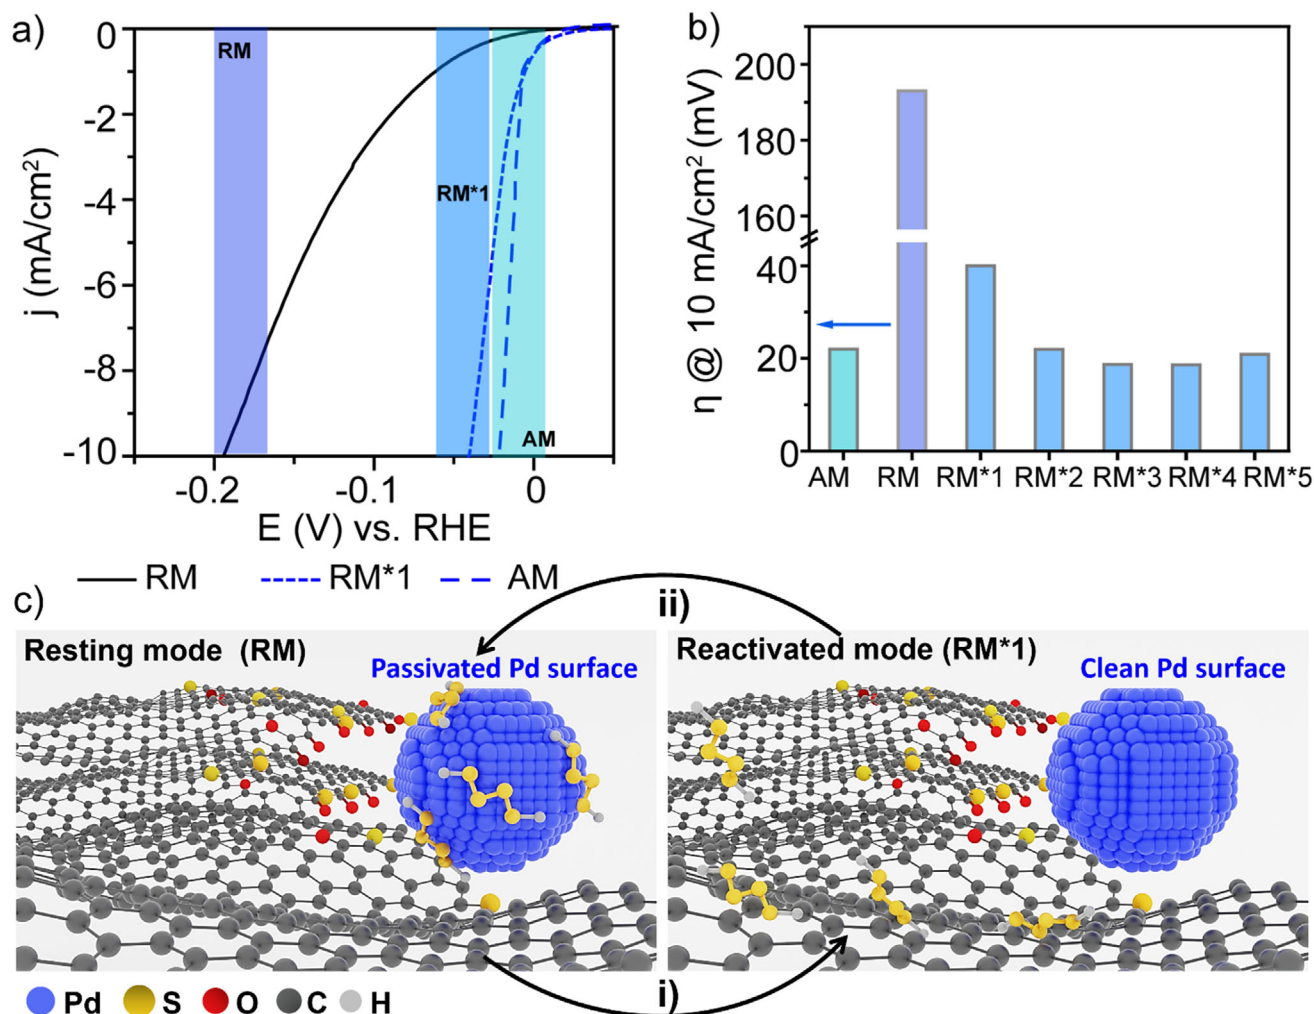 a)
0
-2
-4
-6
-8
-10
j (mA/cm²)
RM
RM*1
AM
-0.2
-0.1
0
E (V) vs. RHE
RM
RM*1
AM
b)
200
180
160
40
20
0
η @ 10 mA/cm² (mV)
AM
RM
RM*1
RM*2
RM*3
RM*4
RM*5
c)
ii)
Resting mode (RM)
Passivated Pd surface
Reactivated mode (RM*1)
Clean Pd surface
i)
Pd
S
O
C
H